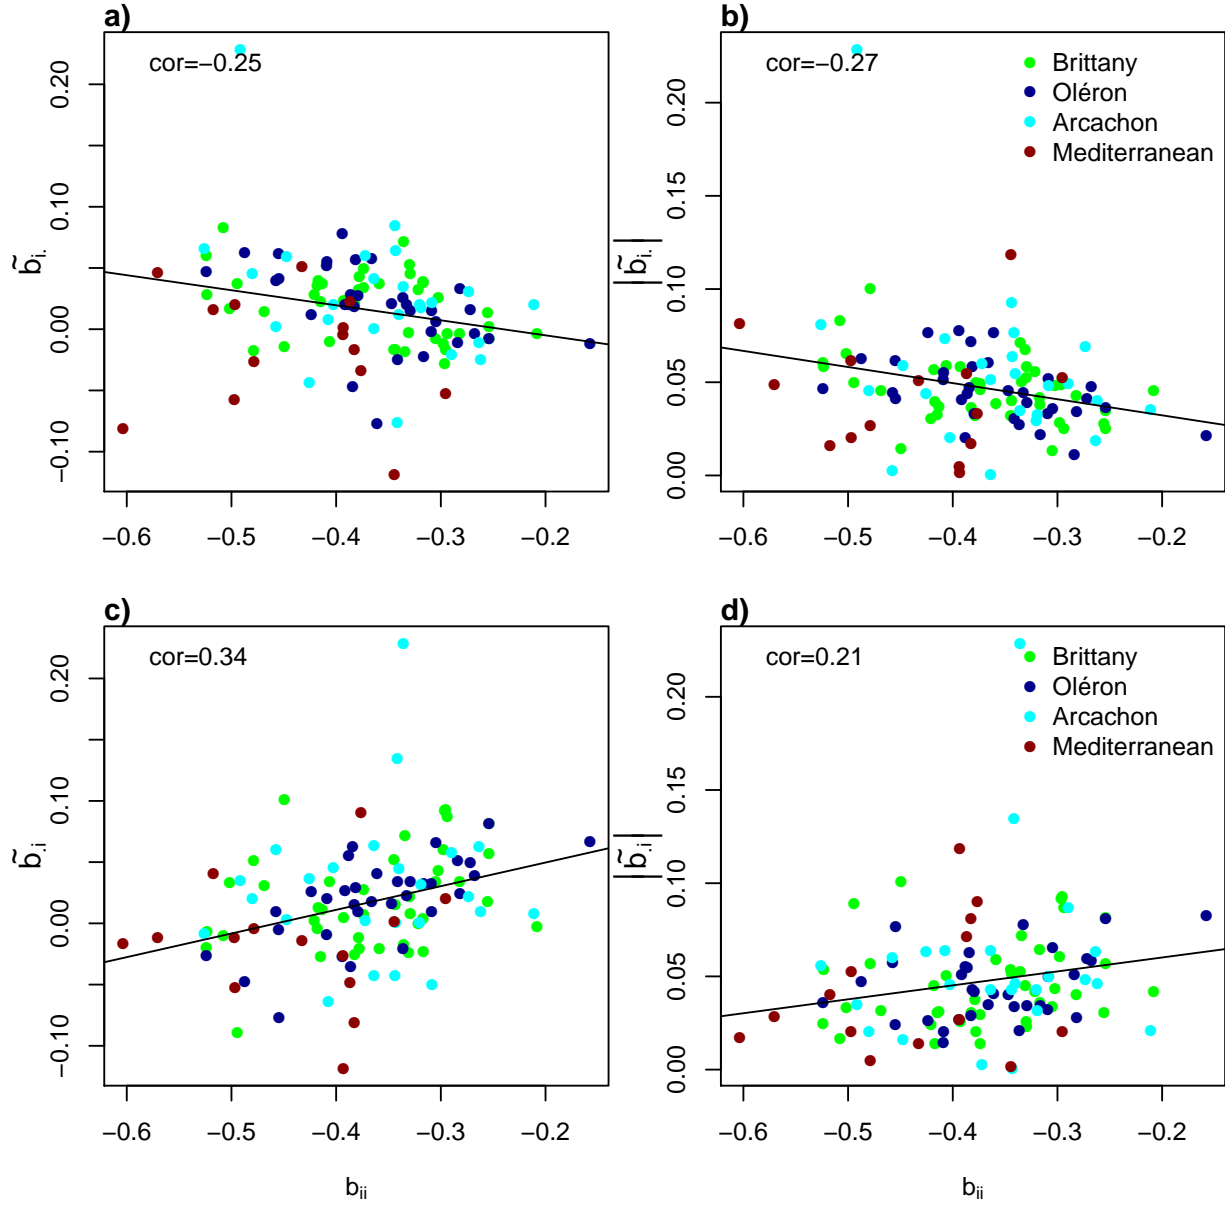 a)
cor=−0.25
b̃i.
−0.10
0.00
0.10
0.20
−0.6 −0.5 −0.4 −0.3 −0.2
b)
cor=−0.27
Brittany
Oléron
Arcachon
Mediterranean
|b̃i.|
0.00
0.05
0.10
0.15
0.20
−0.6 −0.5 −0.4 −0.3 −0.2
c)
cor=0.34
b̃.i
−0.10
0.00
0.10
0.20
−0.6 −0.5 −0.4 −0.3 −0.2
bii
d)
cor=0.21
Brittany
Oléron
Arcachon
Mediterranean
|b̃.i|
0.00
0.05
0.10
0.15
0.20
−0.6 −0.5 −0.4 −0.3 −0.2
bii